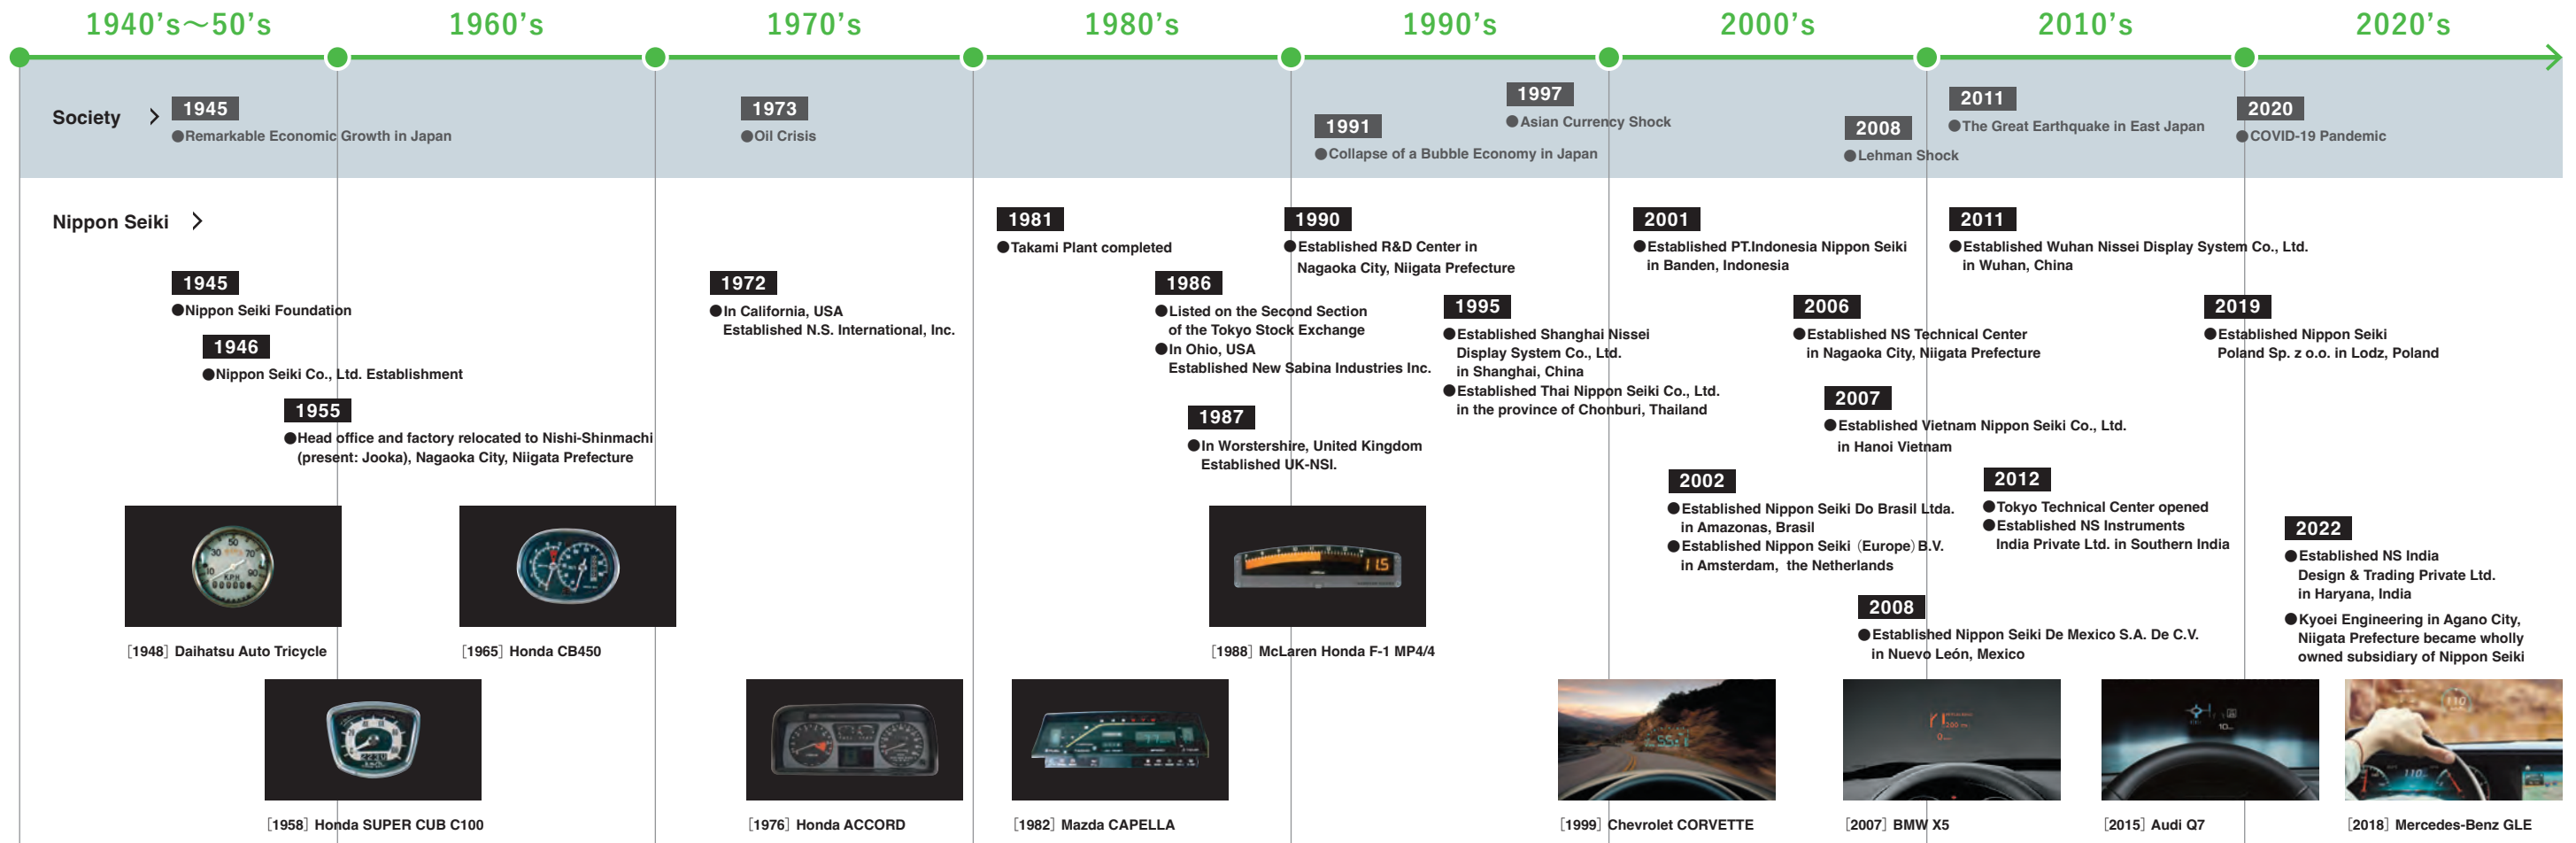 1940's～50's
1960's
1970's
1980's
1990's
2000's
2010's
2020's
Society
1945
●Remarkable Economic Growth in Japan
1973
●Oil Crisis
1991
●Collapse of a Bubble Economy in Japan
1997
●Asian Currency Shock
2008
●Lehman Shock
2011
●The Great Earthquake in East Japan
2020
●COVID-19 Pandemic
Nippon Seiki
1945
●Nippon Seiki Foundation
1946
●Nippon Seiki Co., Ltd. Establishment
1955
●Head office and factory relocated to Nishi-Shinmachi
(present: Jooka), Nagaoka City, Niigata Prefecture
1972
●In California, USA
Established N.S. International, Inc.
1981
●Takami Plant completed
1986
●Listed on the Second Section
of the Tokyo Stock Exchange
●In Ohio, USA
Established New Sabina Industries Inc.
1987
●In Worstershire, United Kingdom
Established UK-NSI.
1990
●Established R&D Center in
Nagaoka City, Niigata Prefecture
1995
●Established Shanghai Nissei
Display System Co., Ltd.
in Shanghai, China
●Established Thai Nippon Seiki Co., Ltd.
in the province of Chonburi, Thailand
2001
●Established PT.Indonesia Nippon Seiki
in Banden, Indonesia
2006
●Established NS Technical Center
in Nagaoka City, Niigata Prefecture
2007
●Established Vietnam Nippon Seiki Co., Ltd.
in Hanoi Vietnam
2002
●Established Nippon Seiki Do Brasil Ltda.
in Amazonas, Brasil
●Established Nippon Seiki （Europe）B.V.
in Amsterdam, the Netherlands
2008
●Established Nippon Seiki De Mexico S.A. De C.V.
in Nuevo León, Mexico
2011
●Established Wuhan Nissei Display System Co., Ltd.
in Wuhan, China
2019
●Established Nippon Seiki
Poland Sp. z o.o. in Lodz, Poland
2012
●Tokyo Technical Center opened
●Established NS Instruments
India Private Ltd. in Southern India
2022
●Established NS India
Design & Trading Private Ltd.
in Haryana, India
●Kyoei Engineering in Agano City,
Niigata Prefecture became wholly
owned subsidiary of Nippon Seiki
10 30 50 70 90
KPH
11.5
［1948］Daihatsu Auto Tricycle
［1965］Honda CB450
［1988］McLaren Honda F-1 MP4/4
55
200 m
0
10
110
110
［1958］Honda SUPER CUB C100
［1976］Honda ACCORD
［1982］Mazda CAPELLA
［1999］Chevrolet CORVETTE
［2007］BMW X5
［2015］Audi Q7
［2018］Mercedes-Benz GLE